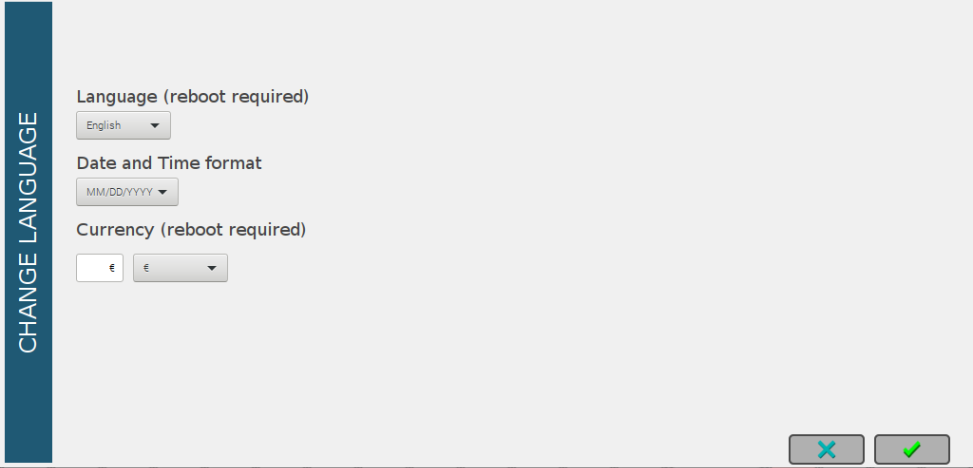 CHANGE LANGUAGE
Language (reboot required)
English
Date and Time format
MM/DD/YYYY
Currency (reboot required)
€ €